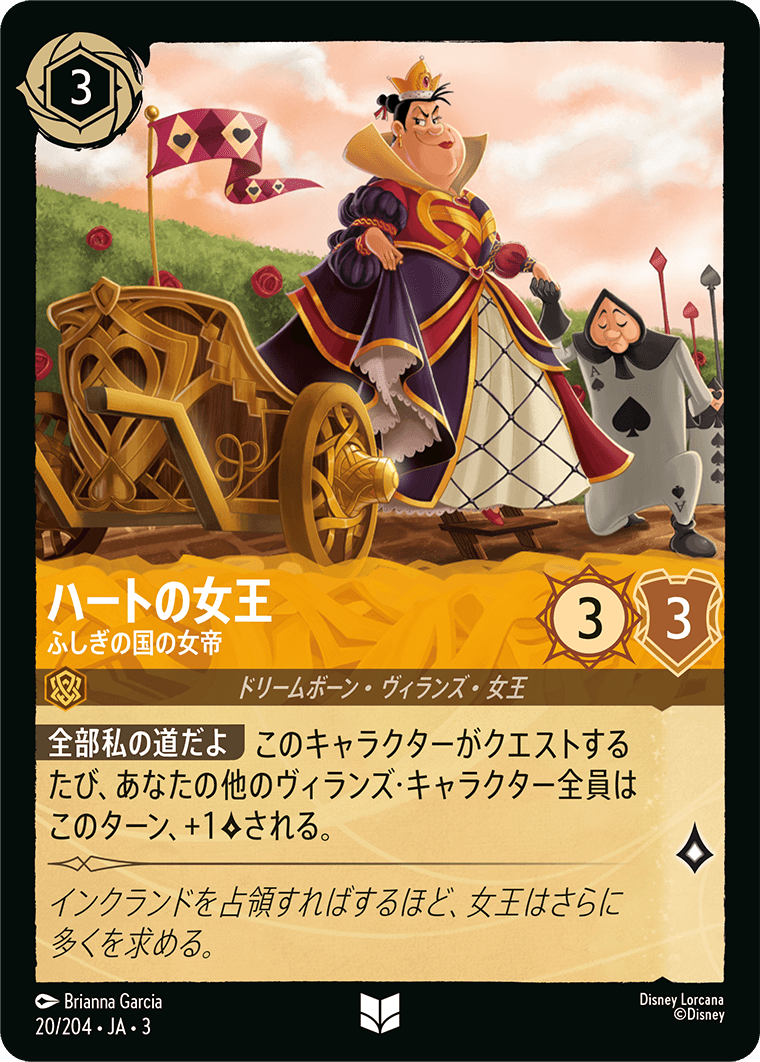 3
ハートの女王
ふしぎの国の女帝
3
3
ドリームボーン・ヴィランズ・女王
全部私の道だよ このキャラクターがクエストする
たび、あなたの他のヴィランズ・キャラクター全員は
このターン、+1される。
インクランドを占領すればするほど、女王はさらに
多くを求める。
Brianna Garcia
20/204・JA・3
Disney Lorcana
©Disney
A
A